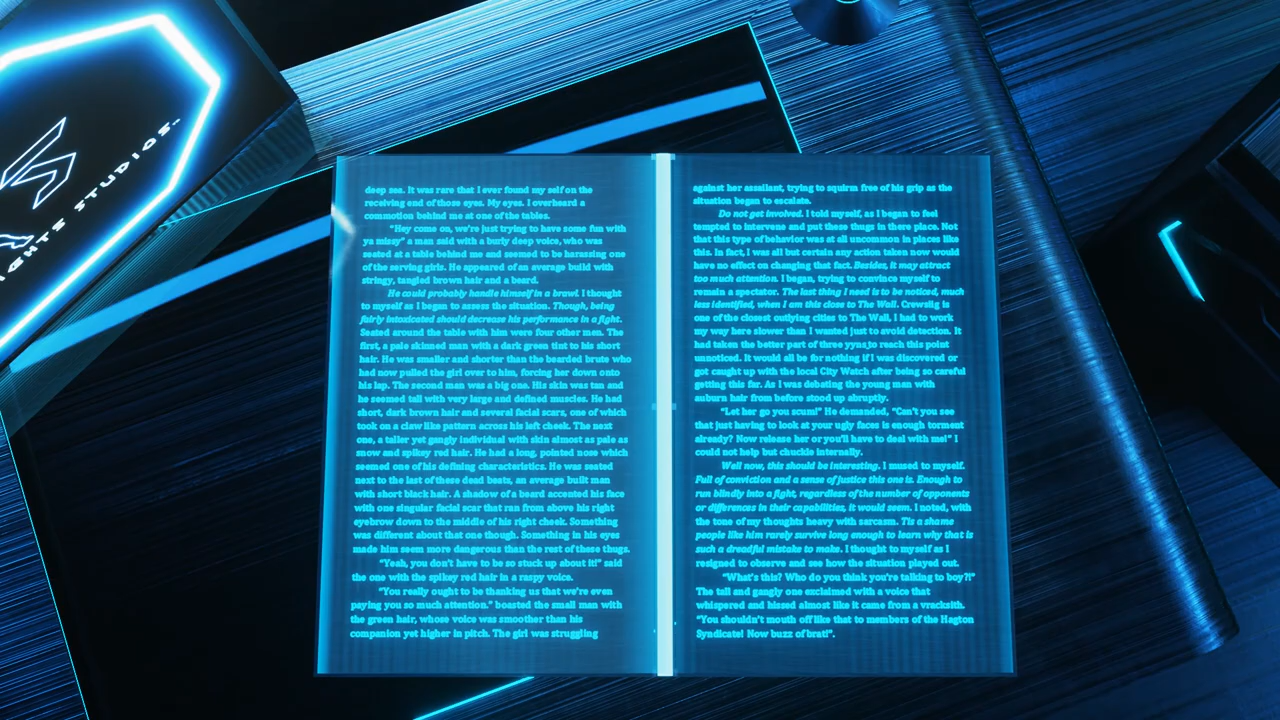 IGHTS STUDIOS
deep sea. It was rare that I ever found my self on the
receiving end of those eyes. My eyes. I overheard a
commotion behind me at one of the tables.
“Hey come on, we're just trying to have some fun with
ya missy” a man said with a burly deep voice, who was
seated at a table behind me and seemed to be harassing one
of the serving girls. He appeared of an average build with
stringy, tangled brown hair and a beard.
He could probably handle himself in a brawl. I thought
to myself as I began to assess the situation. Though, being
fairly intoxicated should decrease his performance in a fight.
Seated around the table with him were four other men. The
first, a pale skinned man with a dark green tint to his short
hair. He was smaller and shorter than the bearded brute who
had now pulled the girl over to him, forcing her down onto
his lap. The second man was a big one. His skin was tan and
he seemed tall with very large and defined muscles. He had
short, dark brown hair and several facial scars, one of which
took on a claw like pattern across his left cheek. The next
one, a taller yet gangly individual with skin almost as pale as
snow and spikey red hair. He had a long, pointed nose which
seemed one of his defining characteristics. He was seated
next to the last of these dead beats, an average built man
with short black hair. A shadow of a beard accented his face
with one singular facial scar that ran from above his right
eyebrow down to the middle of his right cheek. Something
was different about that one though. Something in his eyes
made him seem more dangerous than the rest of these thugs.
“Yeah, you don't have to be so stuck up about it!” said
the one with the spikey red hair in a raspy voice.
“You really ought to be thanking us that we're even
paying you so much attention.” boasted the small man with
the green hair, whose voice was smoother than his
companion yet higher in pitch. The girl was struggling
against her assailant, trying to squirm free of his grip as the
situation began to escalate.
Do not get involved. I told myself, as I began to feel
tempted to intervene and put these thugs in there place. Not
that this type of behavior was at all uncommon in places like
this. In fact, I was all but certain any action taken now would
have no effect on changing that fact. Besides, it may attract
too much attention. I began, trying to convince myself to
remain a spectator. The last thing I need is to be noticed, much
less identified, when I am this close to The Wall. Crewslig is
one of the closest outlying cities to The Wall, I had to work
my way here slower than I wanted just to avoid detection. It
had taken the better part of three yyns to reach this point
unnoticed. It would all be for nothing if I was discovered or
got caught up with the local City Watch after being so careful
getting this far. As I was debating the young man with
auburn hair from before stood up abruptly.
“Let her go you scum!” He demanded, “Can't you see
that just having to look at your ugly faces is enough torment
already? Now release her or you'll have to deal with me!” I
could not help but chuckle internally.
Well now, this should be interesting. I mused to myself.
Full of conviction and a sense of justice this one is. Enough to
run blindly into a fight, regardless of the number of opponents
or differences in their capabilities, it would seem. I noted, with
the tone of my thoughts heavy with sarcasm. Tis a shame
people like him rarely survive long enough to learn why that is
such a dreadful mistake to make. I thought to myself as I
resigned to observe and see how the situation played out.
“What's this? Who do you think you're talking to boy?!”
The tall and gangly one exclaimed with a voice that
whispered and hissed almost like it came from a vracksith.
“You shouldn't mouth off like that to members of the Hagton
Syndicate! Now buzz of brat!”.